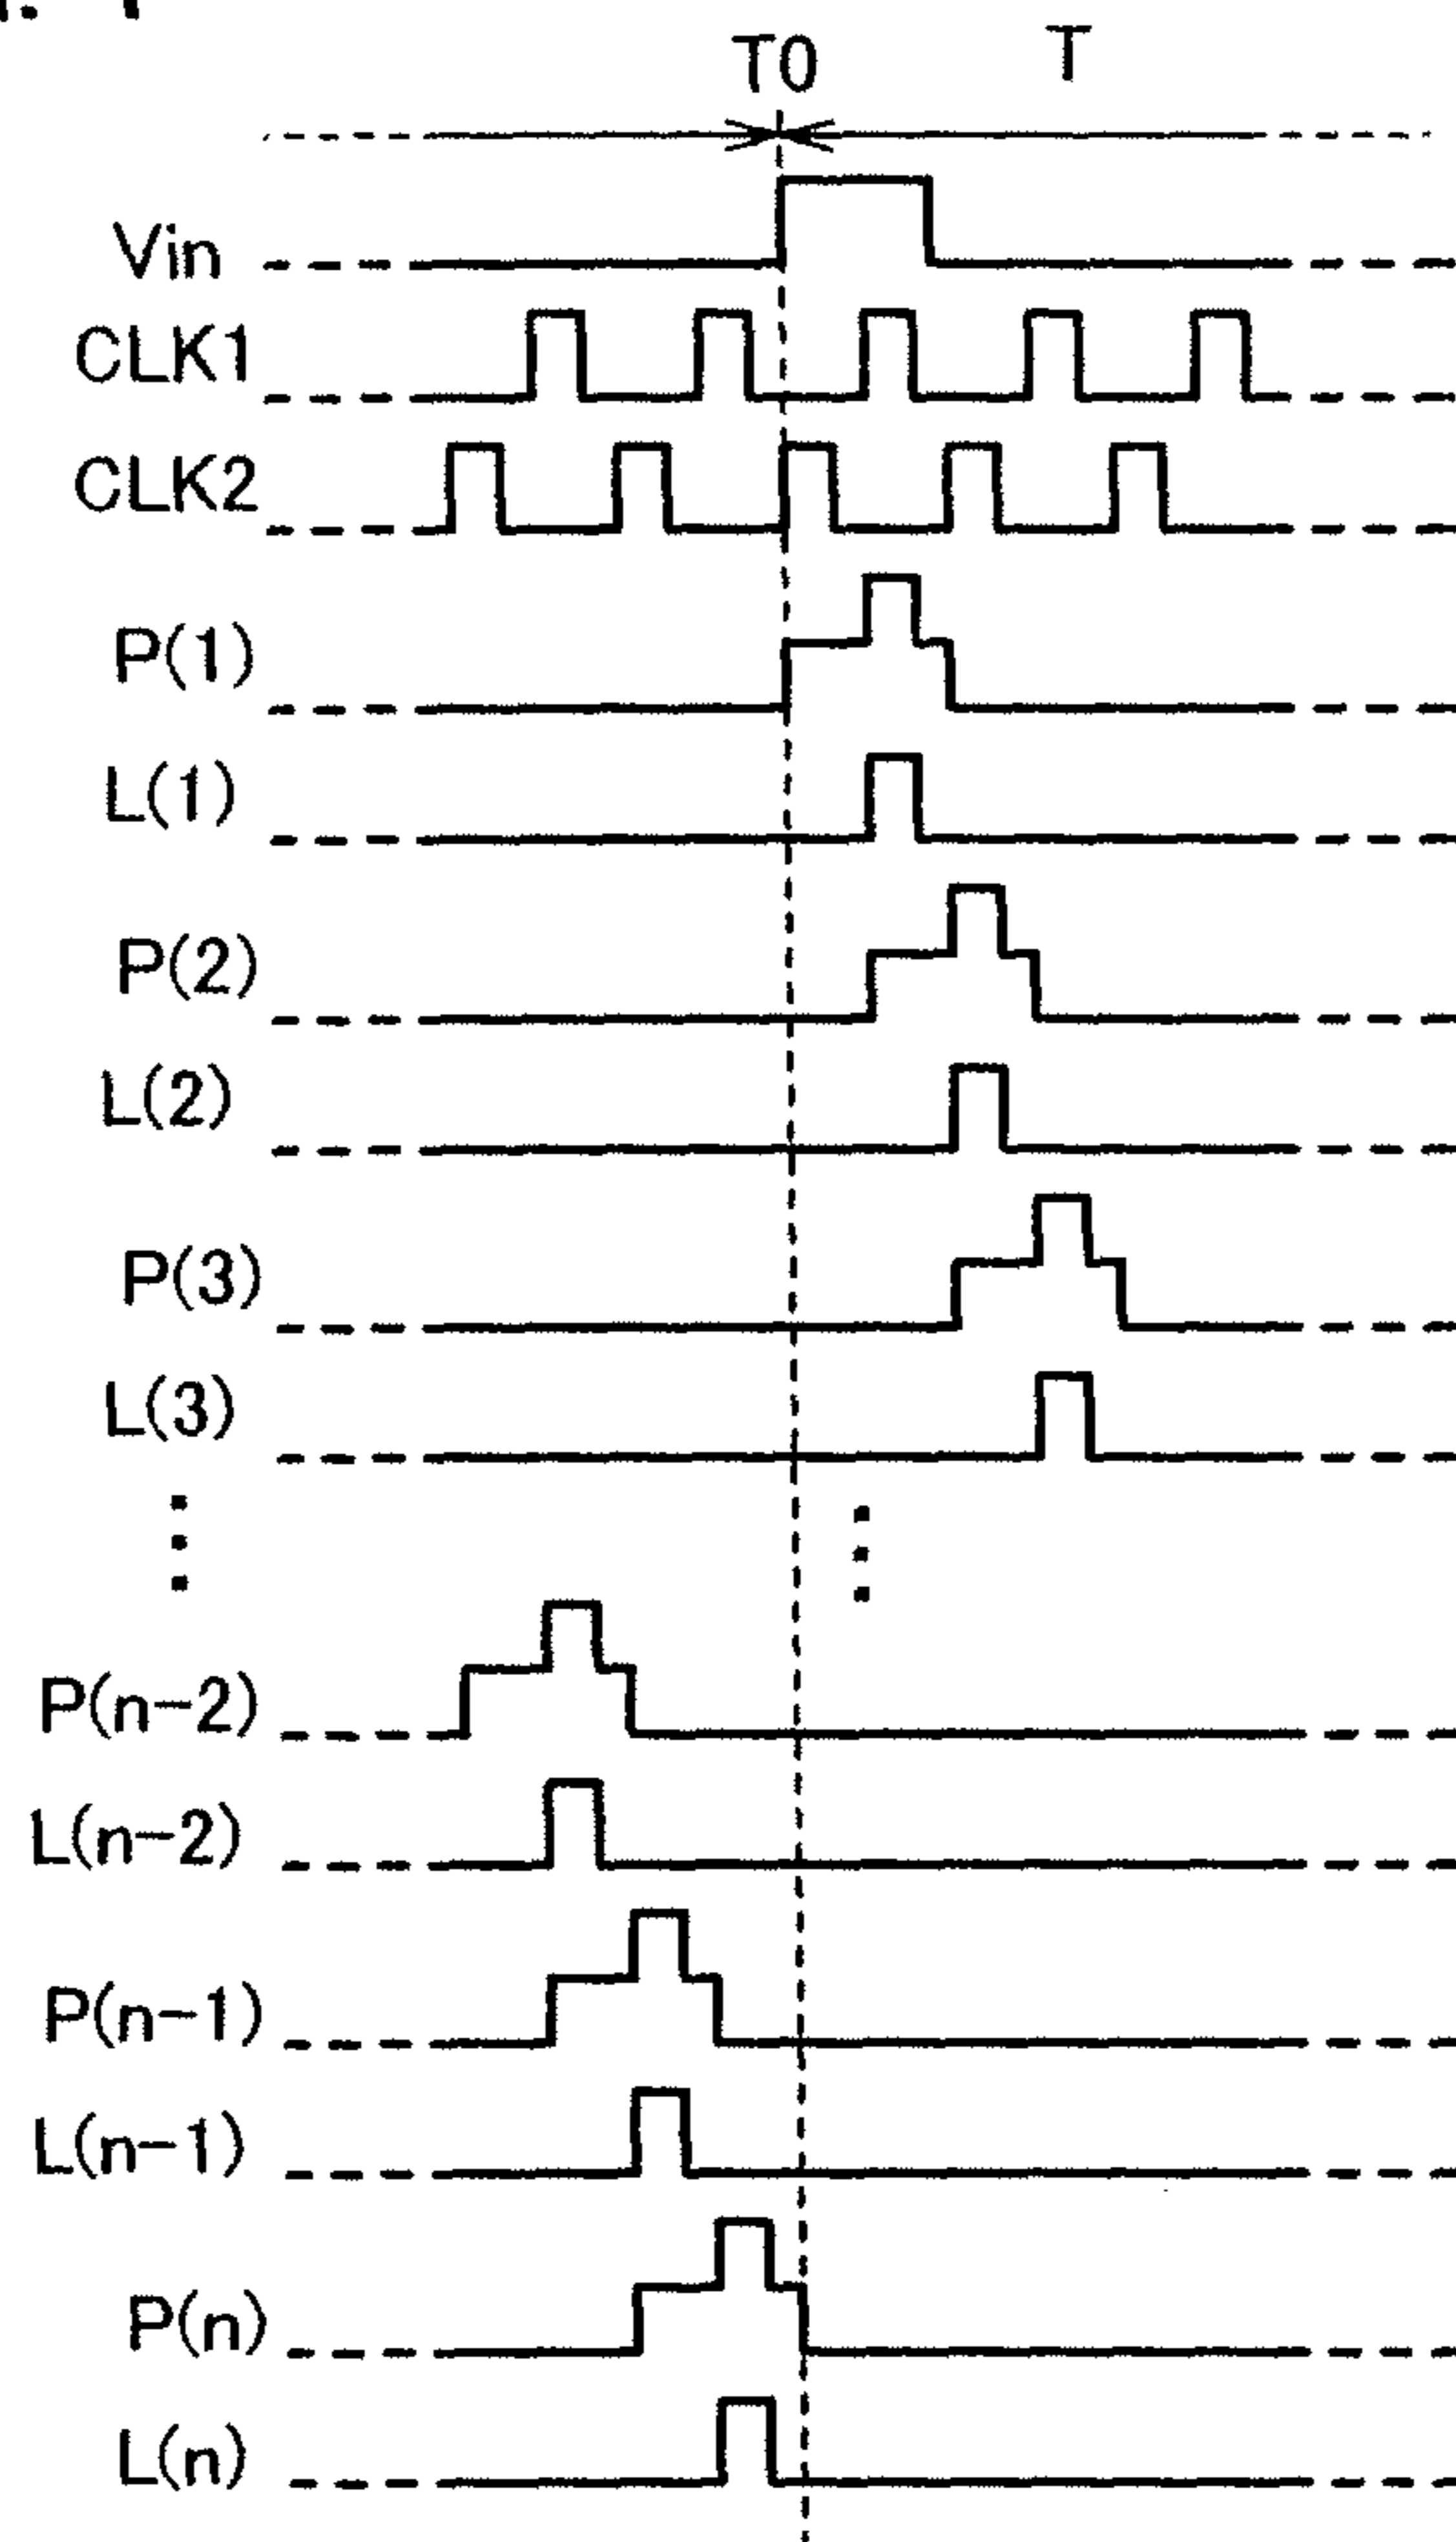 T0 T
Vin
CLK1
CLK2
P(1)
L(1)
P(2)
L(2)
P(3)
L(3)
P(n-2)
L(n-2)
P(n-1)
L(n-1)
P(n)
L(n)